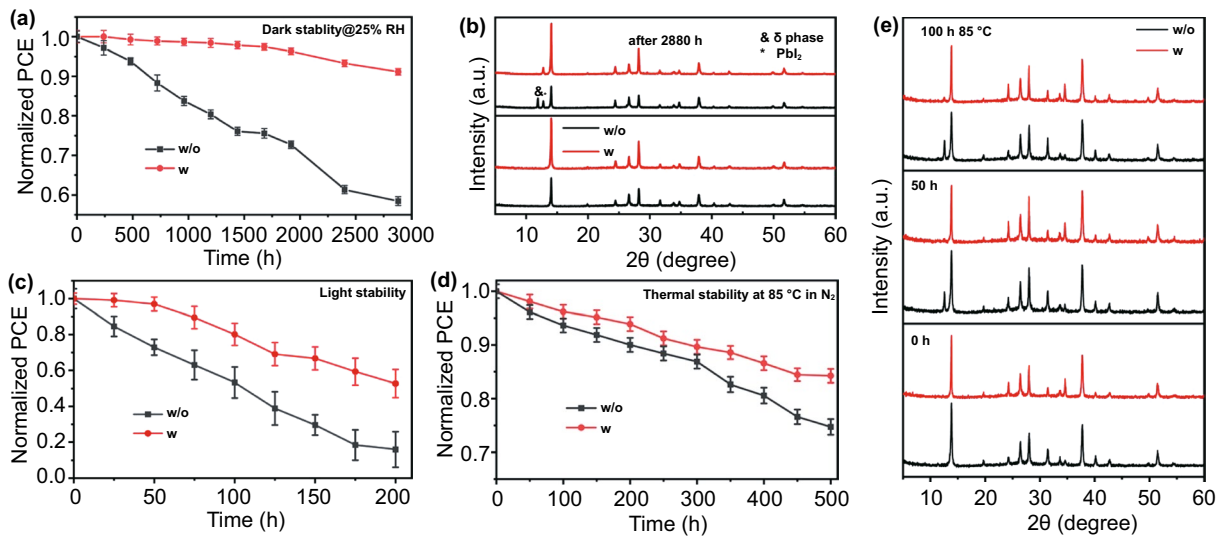 (a)
Dark stablity@25% RH
Normalized PCE
1.0
0.9
0.8
0.7
0.6
w/o
w
0 500 1000 1500 2000 2500 3000
Time (h)
(b)
after 2880 h
& δ phase
* PbI₂
&*
Intensity (a.u.)
w/o
w
10 20 30 40 50 60
2θ (degree)
(c)
Light stability
Normalized PCE
1.0
0.8
0.6
0.4
0.2
0.0
w/o
w
0 50 100 150 200
Time (h)
(d)
Thermal stability at 85 °C in N₂
Normalized PCE
1.0
0.9
0.8
0.7
w/o
w
0 100 200 300 400 500
Time (h)
(e)
100 h 85 °C
w/o
w
50 h
0 h
Intensity (a.u.)
10 20 30 40 50 60
2θ (degree)